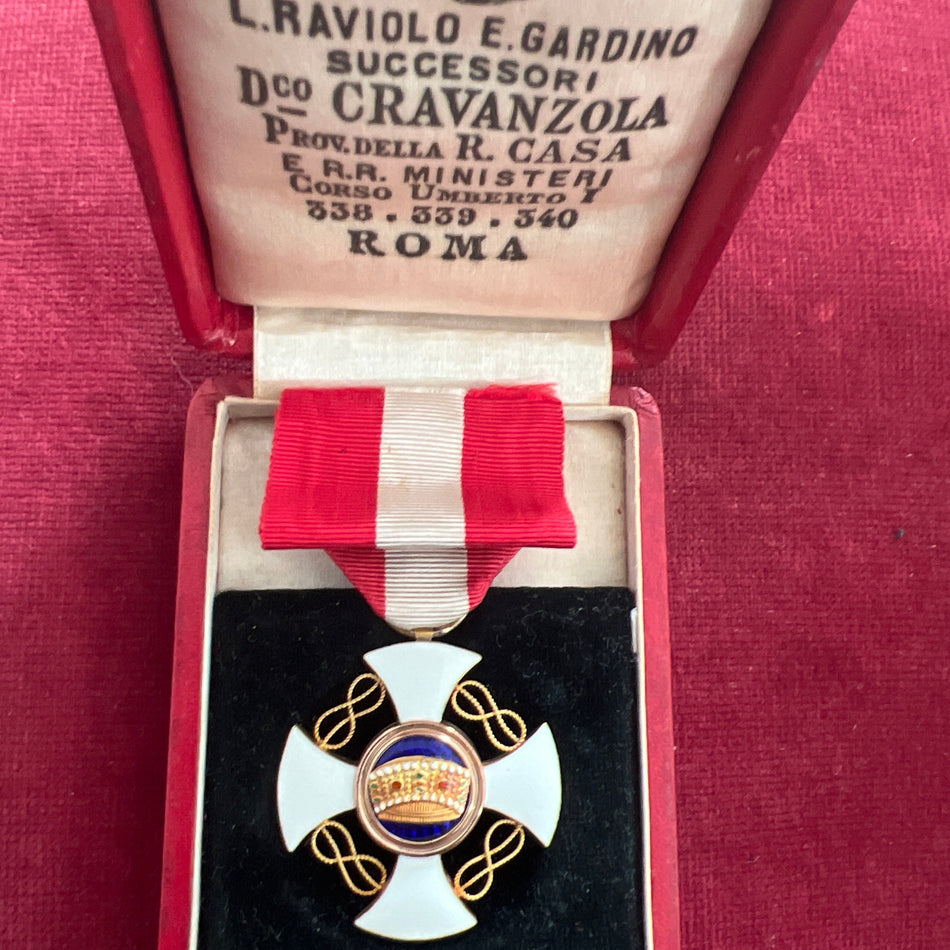 L. RAVIOLO E. GARDINO
SUCCESSORI
Dco CRAVANZOLA
PROV. DELLA R. CASA
E R.R. MINISTERI
CORSO UMBERTO I
338 . 339 . 340
ROMA